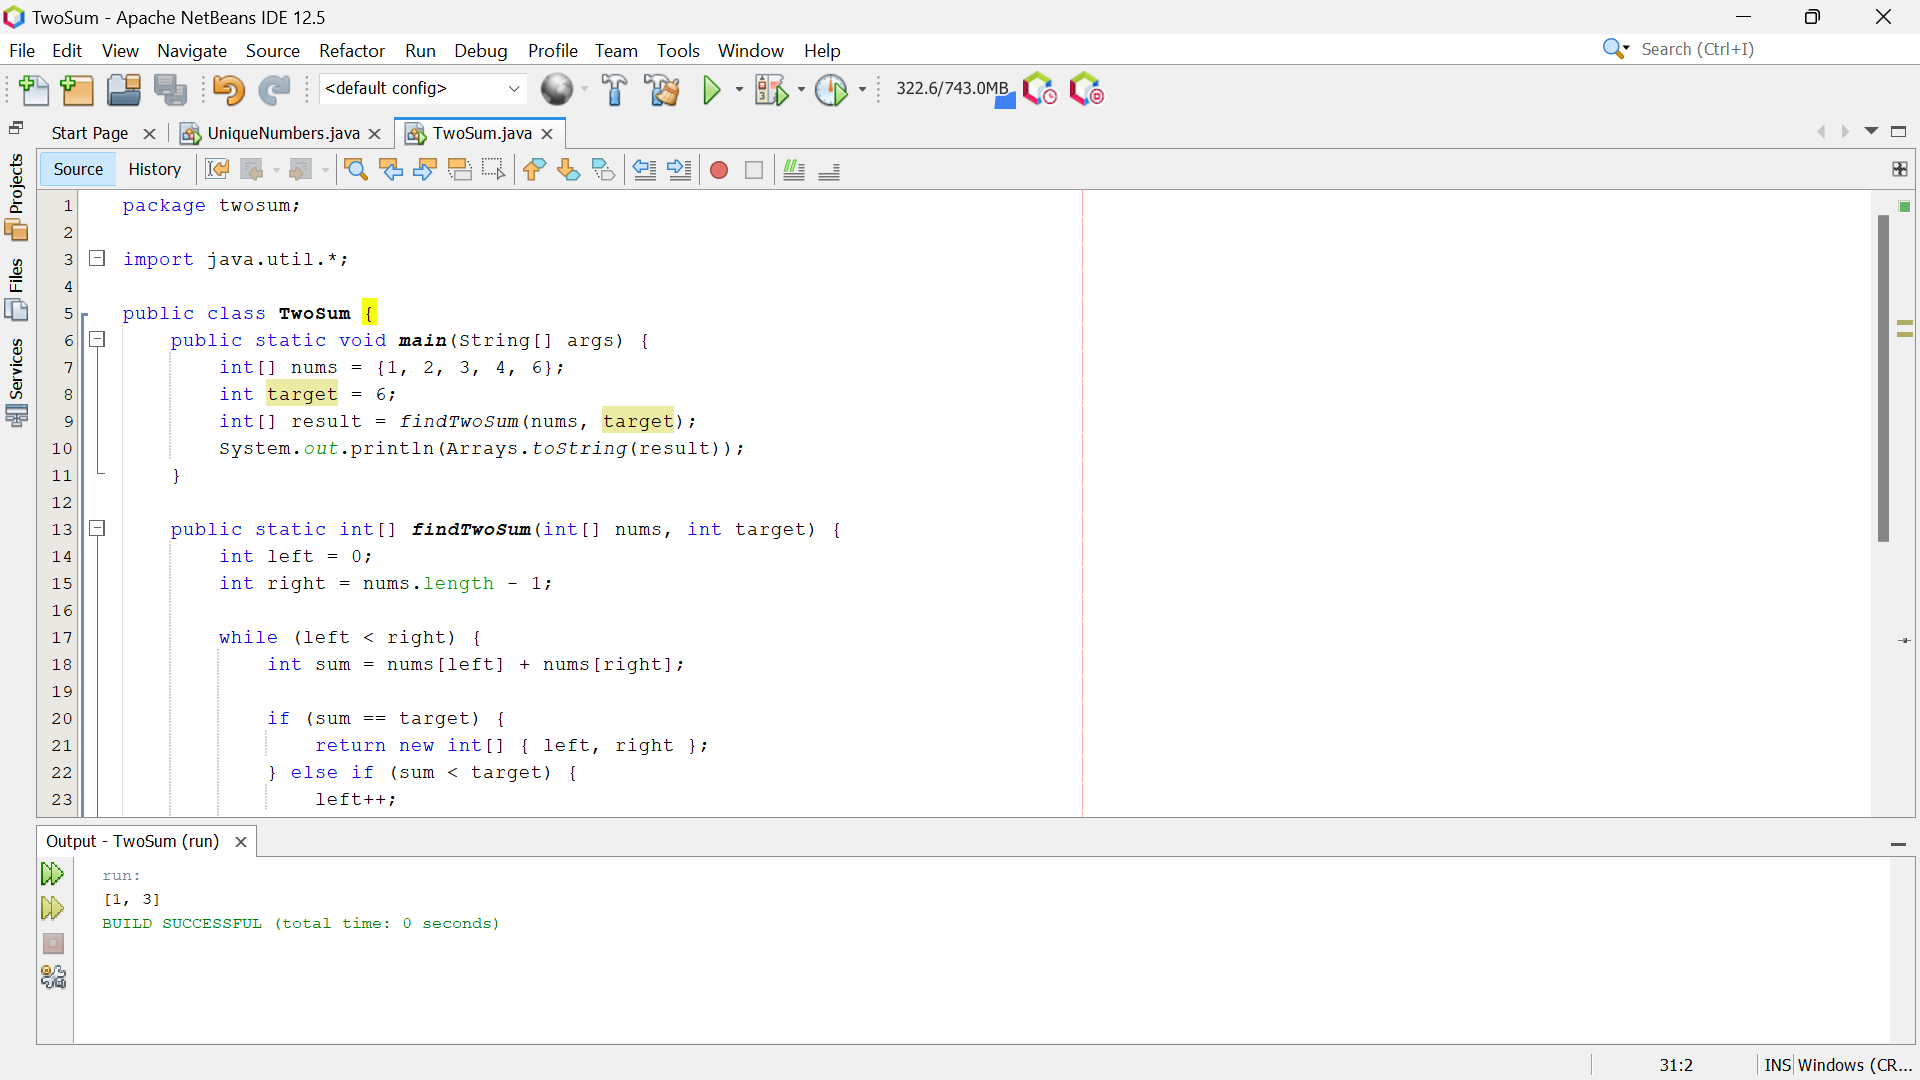 TwoSum - Apache NetBeans IDE 12.5
File Edit View Navigate Source Refactor Run Debug Profile Team Tools Window Help
Search (Ctrl+I)
<default config>
322.6/743.0MB
Start Page
UniqueNumbers.java
TwoSum.java
Projects
Files
Services
Source History
1 package twosum;
2
3 import java.util.*;
4
5 public class TwoSum {
6 public static void main(String[] args) {
7 int[] nums = {1, 2, 3, 4, 6};
8 int target = 6;
9 int[] result = findTwoSum(nums, target);
10 System.out.println(Arrays.toString(result));
11 }
12
13 public static int[] findTwoSum(int[] nums, int target) {
14 int left = 0;
15 int right = nums.length - 1;
16
17 while (left < right) {
18 int sum = nums[left] + nums[right];
19
20 if (sum == target) {
21 return new int[] { left, right };
22 } else if (sum < target) {
23 left++;
Output - TwoSum (run)
run:
[1, 3]
BUILD SUCCESSFUL (total time: 0 seconds)
31:2 INS Windows (CR...